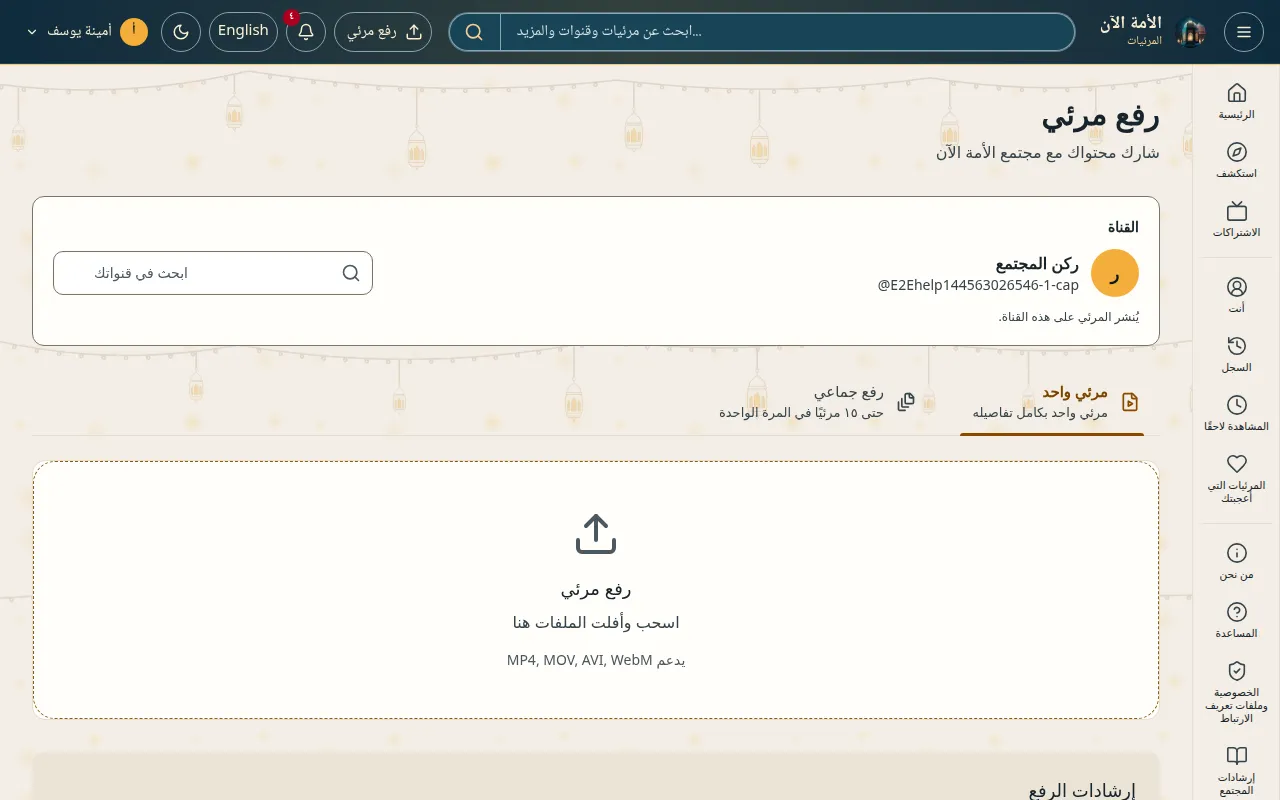 الأمة الآن
المرئيات
ابحث عن مرئيات وقنوات والمزيد...
رفع مرئي
٤
English
أ
أمينة يوسف
الرئيسية
استكشف
الاشتراكات
أنت
السجل
المشاهدة لاحقًا
المرئيات التي
أعجبتك
من نحن
المساعدة
الخصوصية
وملفات تعريف
الارتباط
إرشادات
المجتمع
رفع مرئي
شارك محتواك مع مجتمع الأمة الآن
القناة
ر
ركن المجتمع
@E2Ehelp144563026546-1-cap
يُنشر المرئي على هذه القناة.
ابحث في قنواتك
مرئي واحد
مرئي واحد بكامل تفاصيله
رفع جماعي
حتى ١٥ مرئيًا في المرة الواحدة
رفع مرئي
اسحب وأفلت الملفات هنا
يدعم MP4, MOV, AVI, WebM
إرشادات الرفع